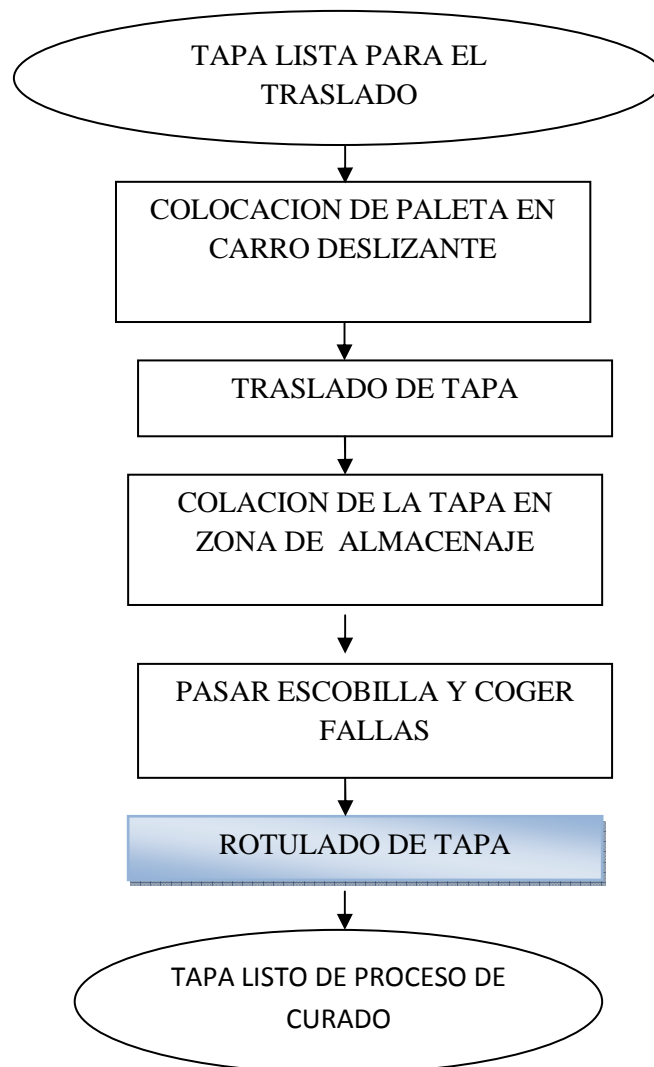 TAPA LISTA PARA EL
TRASLADO
COLOCACION DE PALETA EN
CARRO DESLIZANTE
TRASLADO DE TAPA
COLACION DE LA TAPA EN
ZONA DE ALMACENAJE
PASAR ESCOBILLA Y COGER
FALLAS
ROTULADO DE TAPA
TAPA LISTO DE PROCESO DE
CURADO